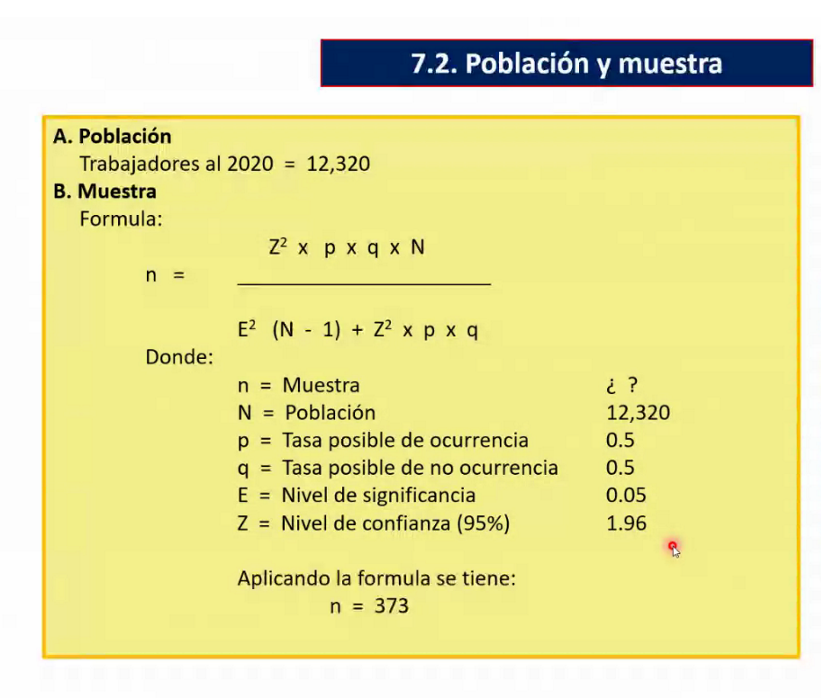 7.2. Población y muestra
A. Población
Trabajadores al 2020 = 12,320
B. Muestra
Formula:
Z² x p x q x N
n =
E² (N - 1) + Z² x p x q
Donde:
n = Muestra ¿ ?
N = Población 12,320
p = Tasa posible de ocurrencia 0.5
q = Tasa posible de no ocurrencia 0.5
E = Nivel de significancia 0.05
Z = Nivel de confianza (95%) 1.96
Aplicando la formula se tiene:
n = 373